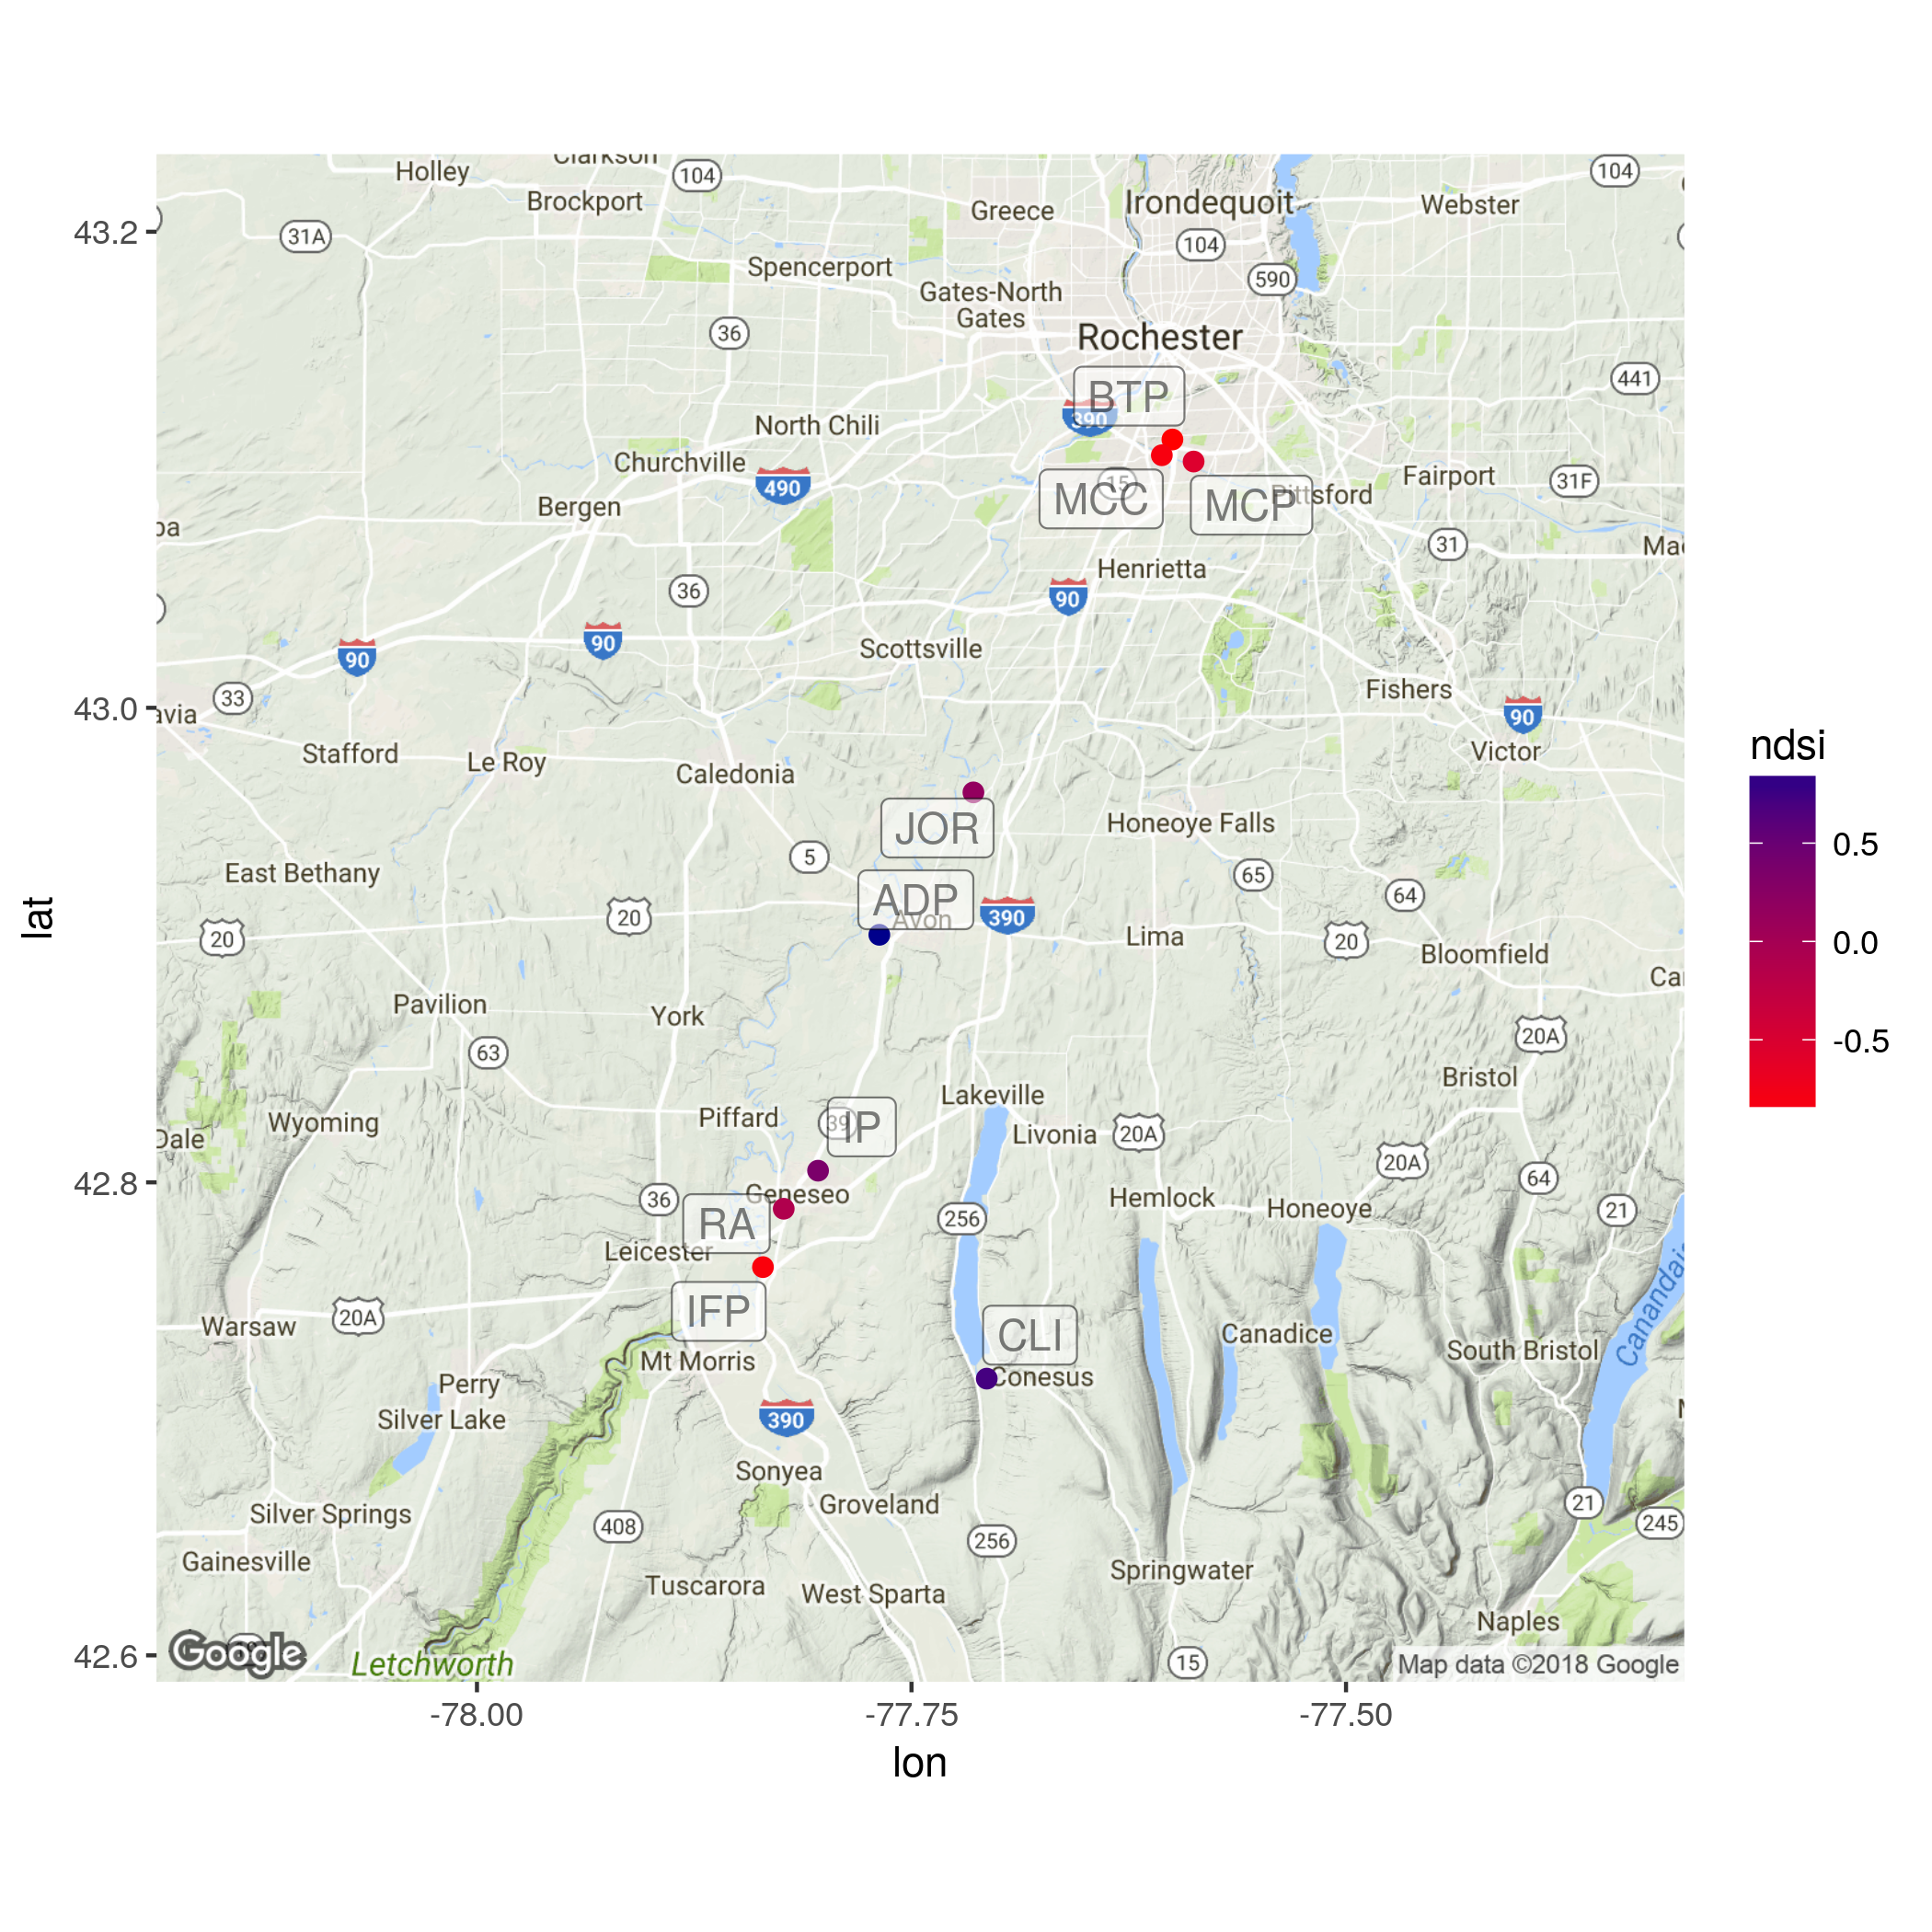 Holley
Clarkson
Brockport
104
Greece
Irondequoit
Webster
104
43.2
31A
104
Spencerport
590
Gates-North
Gates
36
Rochester
441
BTP
390
North Chili
Churchville
490
Fairport
31F
Bergen
15
MCC
MCP
Pittsford
31
Henrietta
36
90
90
90
Scottsville
33
43.0
avia
Fishers
90
Victor
Stafford
Le Roy
Caledonia
ndsi
JOR
Honeoye Falls
0.5
5
East Bethany
65
64
ADP
Avon
390
20
20
Lima
20
Bloomfield
0.0
lat
Pavilion
York
20A
63
-0.5
Bristol
Lakeville
Piffard
39
IP
Wyoming
Dale
Livonia
20A
20A
64
42.8
Geneseo
36
Hemlock
Honeoye
21
RA
256
Leicester
IFP
20A
Warsaw
CLI
Canadice
South Bristol
Canandai
Mt Morris
Conesus
Perry
Silver Lake
390
Sonyea
Groveland
21
Silver Springs
408
256
245
Gainesville
Tuscarora
West Sparta
Springwater
Naples
42.6
Google
Letchworth
15
Map data ©2018 Google
-78.00
-77.75
-77.50
lon